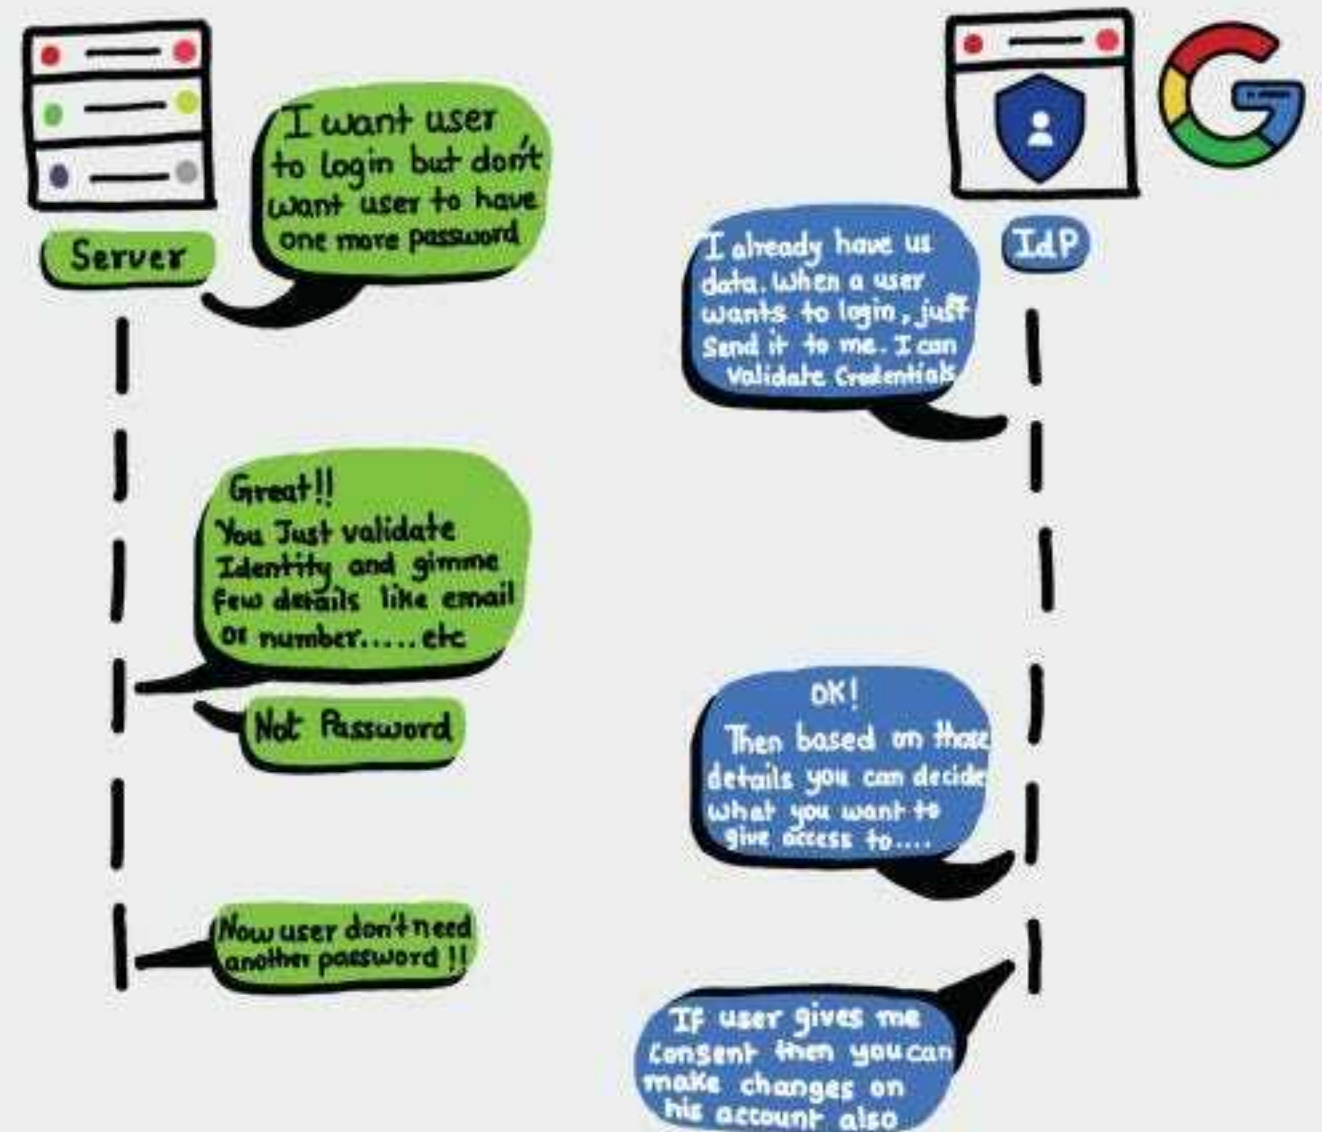 I want user
to login but don't
want user to have
one more password
Server
IdP
I already have us
data. When a user
wants to login, just
Send it to me. I can
Validate Credentials
Great!!
You Just validate
Identity and gimme
few details like email
or number.....etc
Not Password
OK!
Then based on those
details you can decide
what you want to
give access to....
Now user don't need
another password !!
If user gives me
Consent then you can
make changes on
his account also